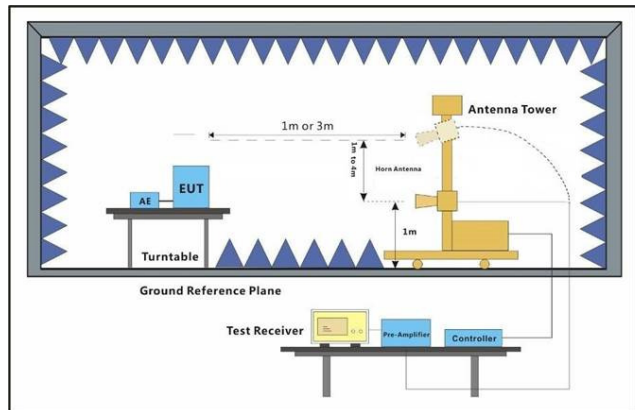 Antenna Tower
1m or 3m
1m to 4m
Horn Antenna
EUT
AE
1m
Turntable
Ground Reference Plane
Test Receiver
Pre-Amplifier
Controller